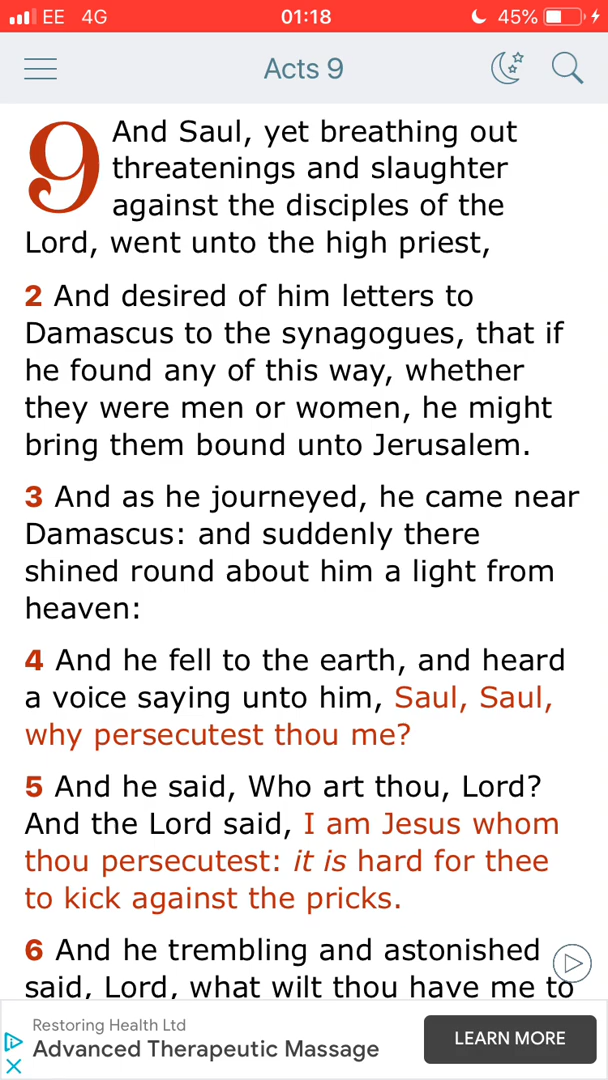 EE 4G 01:18 45%
Acts 9
9 And Saul, yet breathing out
threatenings and slaughter
against the disciples of the
Lord, went unto the high priest,
2 And desired of him letters to
Damascus to the synagogues, that if
he found any of this way, whether
they were men or women, he might
bring them bound unto Jerusalem.
3 And as he journeyed, he came near
Damascus: and suddenly there
shined round about him a light from
heaven:
4 And he fell to the earth, and heard
a voice saying unto him, Saul, Saul,
why persecutest thou me?
5 And he said, Who art thou, Lord?
And the Lord said, I am Jesus whom
thou persecutest: it is hard for thee
to kick against the pricks.
6 And he trembling and astonished
said, Lord, what wilt thou have me to
Restoring Health Ltd
Advanced Therapeutic Massage
LEARN MORE